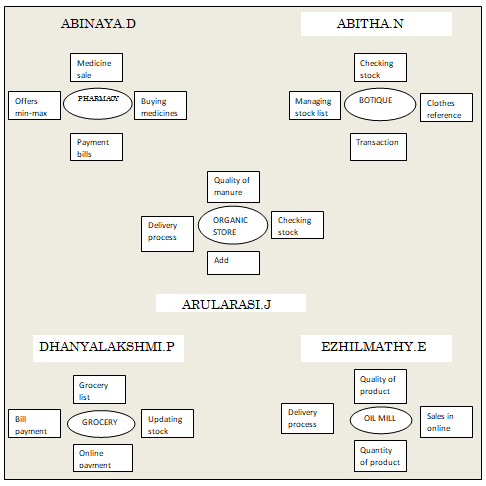 ABINAYA.D
ABITHA.N
Medicine
sale
Offers
min-max
PHARMACY
Buying
medicines
Payment
bills
Checking
stock
Managing
stock list
BOTIQUE
Clothes
reference
Transaction
Quality of
manure
Delivery
process
ORGANIC
STORE
Checking
stock
Add
ARULARASI.J
DHANYALAKSHMI.P
EZHILMATHY.E
Grocery
list
Bill
payment
GROCERY
Updating
stock
Online
payment
Quality of
product
Delivery
process
OIL MILL
Sales in
online
Quantity
of product